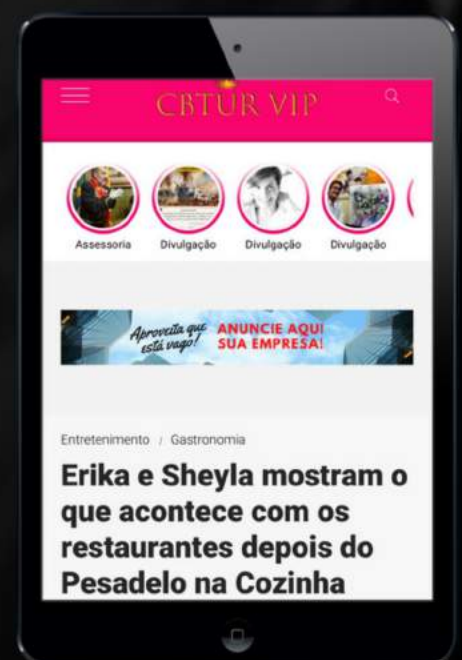 CBTUR VIP
Assessoria Divulgação Divulgação Divulgação
Aproveita que está vago!
ANUNCIE AQUI
SUA EMPRESA!
Entretenimento / Gastronomia
Erika e Sheyla mostram o
que acontece com os
restaurantes depois do
Pesadelo na Cozinha